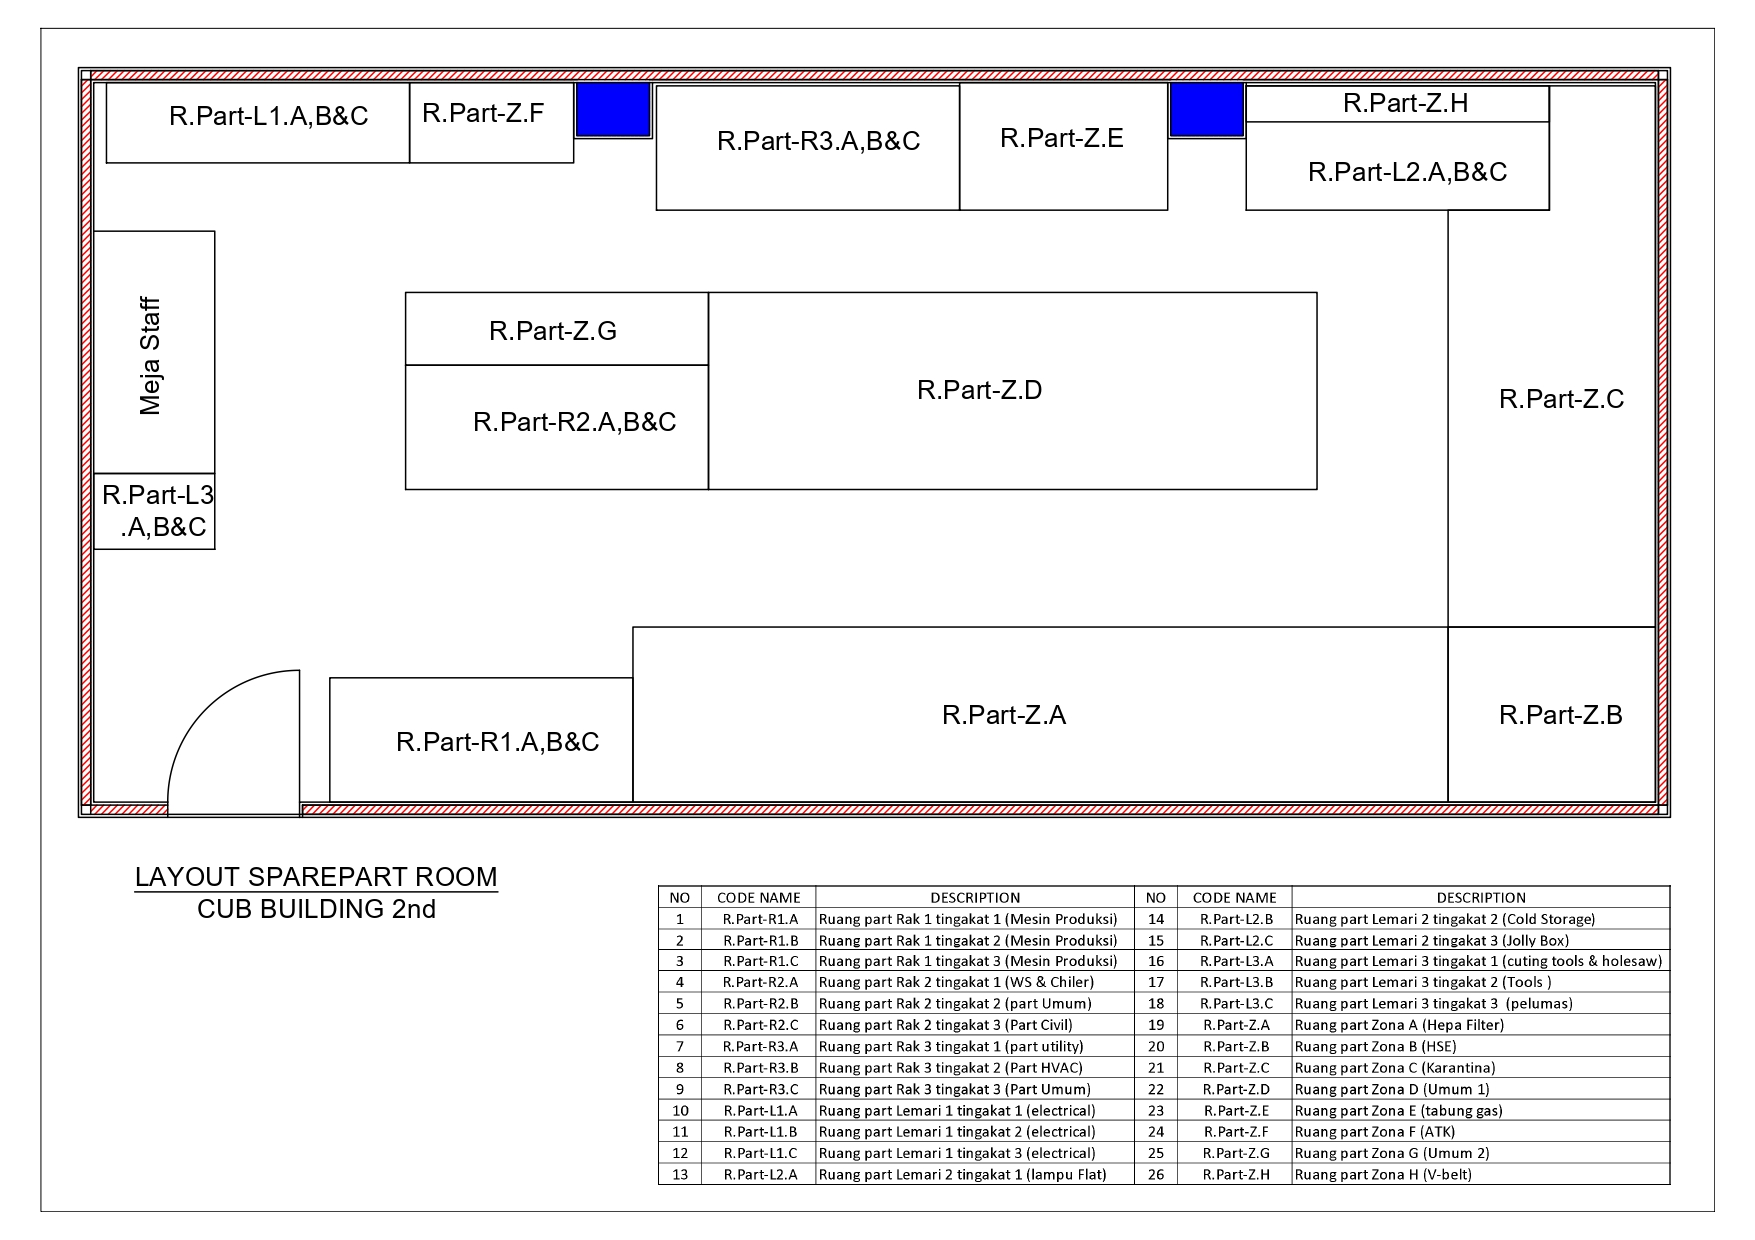 R.Part-L1.A,B&C
R.Part-Z.F
R.Part-R3.A,B&C
R.Part-Z.E
R.Part-Z.H
R.Part-L2.A,B&C
Meja Staff
R.Part-Z.G
R.Part-R2.A,B&C
R.Part-Z.D
R.Part-Z.C
R.Part-L3
.A,B&C
R.Part-R1.A,B&C
R.Part-Z.A
R.Part-Z.B
LAYOUT SPAREPART ROOM
CUB BUILDING 2nd
NO CODE NAME DESCRIPTION NO CODE NAME DESCRIPTION
1 R.Part-R1.A Ruang part Rak 1 tingakat 1 (Mesin Produksi) 14 R.Part-L2.B Ruang part Lemari 2 tingakat 2 (Cold Storage)
2 R.Part-R1.B Ruang part Rak 1 tingakat 2 (Mesin Produksi) 15 R.Part-L2.C Ruang part Lemari 2 tingakat 3 (Jolly Box)
3 R.Part-R1.C Ruang part Rak 1 tingakat 3 (Mesin Produksi) 16 R.Part-L3.A Ruang part Lemari 3 tingakat 1 (cuting tools & holesaw)
4 R.Part-R2.A Ruang part Rak 2 tingakat 1 (WS & Chiler) 17 R.Part-L3.B Ruang part Lemari 3 tingakat 2 (Tools )
5 R.Part-R2.B Ruang part Rak 2 tingakat 2 (part Umum) 18 R.Part-L3.C Ruang part Lemari 3 tingakat 3 (pelumas)
6 R.Part-R2.C Ruang part Rak 2 tingakat 3 (Part Civil) 19 R.Part-Z.A Ruang part Zona A (Hepa Filter)
7 R.Part-R3.A Ruang part Rak 3 tingakat 1 (part utility) 20 R.Part-Z.B Ruang part Zona B (HSE)
8 R.Part-R3.B Ruang part Rak 3 tingakat 2 (Part HVAC) 21 R.Part-Z.C Ruang part Zona C (Karantina)
9 R.Part-R3.C Ruang part Rak 3 tingakat 3 (Part Umum) 22 R.Part-Z.D Ruang part Zona D (Umum 1)
10 R.Part-L1.A Ruang part Lemari 1 tingakat 1 (electrical) 23 R.Part-Z.E Ruang part Zona E (tabung gas)
11 R.Part-L1.B Ruang part Lemari 1 tingakat 2 (electrical) 24 R.Part-Z.F Ruang part Zona F (ATK)
12 R.Part-L1.C Ruang part Lemari 1 tingakat 3 (electrical) 25 R.Part-Z.G Ruang part Zona G (Umum 2)
13 R.Part-L2.A Ruang part Lemari 2 tingakat 1 (lampu Flat) 26 R.Part-Z.H Ruang part Zona H (V-belt)